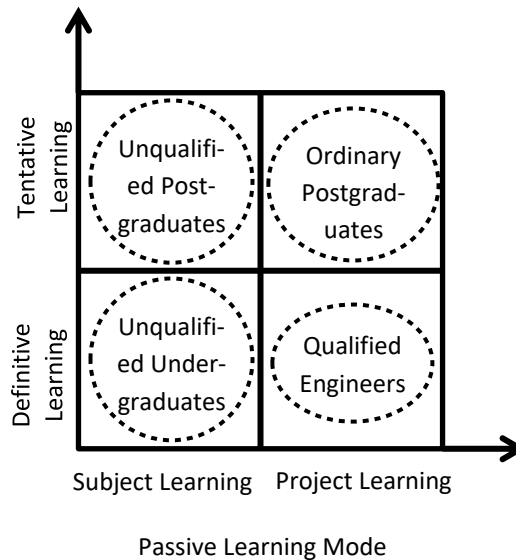 Tentative
Learning
Unqualifi-
ed Post-
graduates
Ordinary
Postgrad-
uates
Definitive
Learning
Unqualifi-
ed Under-
graduates
Qualified
Engineers
Subject Learning
Project Learning
Passive Learning Mode